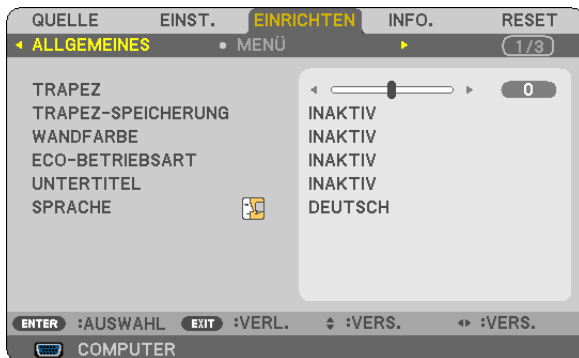 QUELLE EINST. EINRICHTEN INFO. RESET
ALLGEMEINES • MENÜ (1/3)
TRAPEZ 0
TRAPEZ-SPEICHERUNG INAKTIV
WANDFARBE INAKTIV
ECO-BETRIEBSART INAKTIV
UNTERTITEL INAKTIV
SPRACHE DEUTSCH
ENTER :AUSWAHL EXIT :VERL. :VERS. :VERS.
COMPUTER